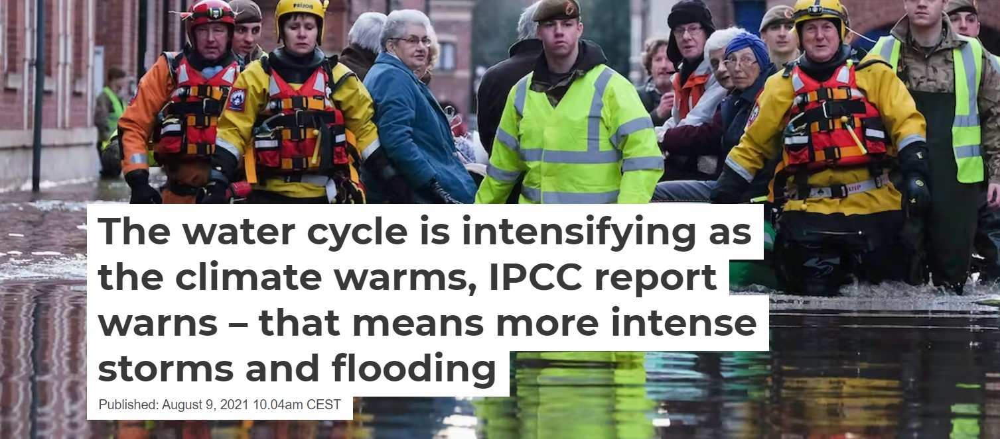 PRISON
The water cycle is intensifying as
the climate warms, IPCC report
warns – that means more intense
storms and flooding
Published: August 9, 2021 10.04am CEST